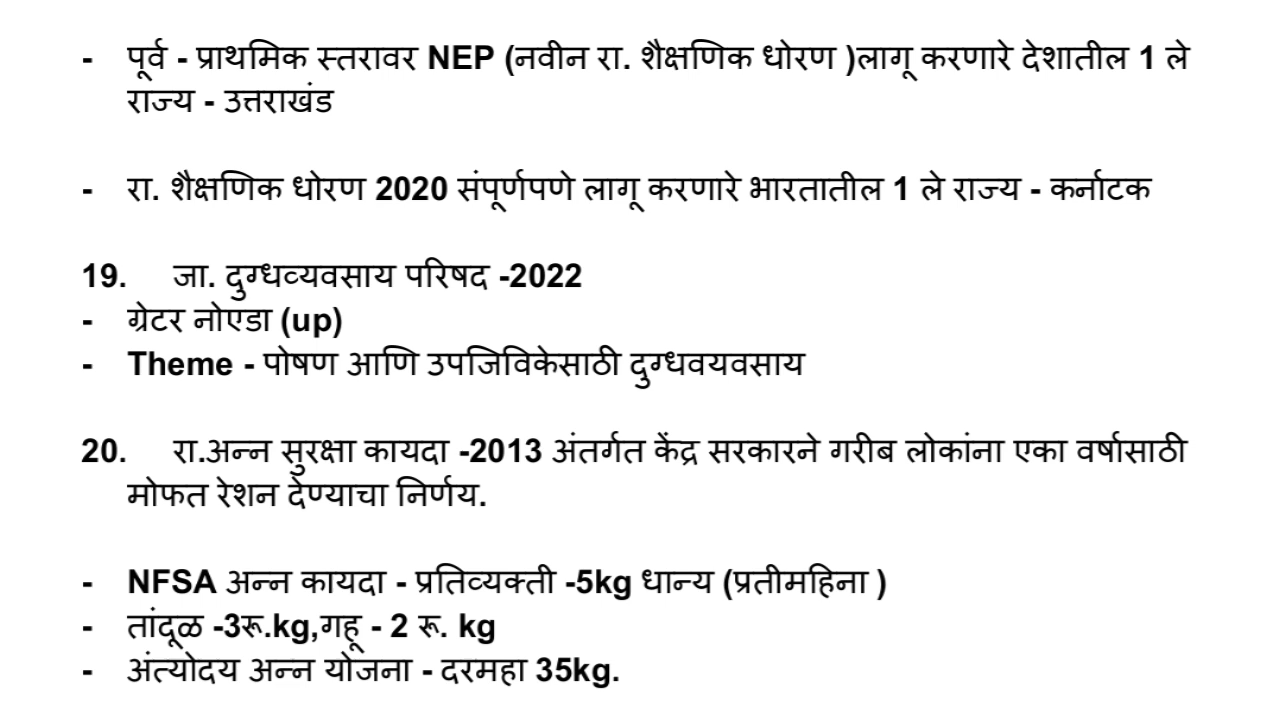 - पूर्व - प्राथमिक स्तरावर NEP (नवीन रा. शैक्षणिक धोरण )लागू करणारे देशातील 1 ले
राज्य - उत्तराखंड
- रा. शैक्षणिक धोरण 2020 संपूर्णपणे लागू करणारे भारतातील 1 ले राज्य - कर्नाटक
19. जा. दुग्धव्यवसाय परिषद -2022
- ग्रेटर नोएडा (up)
- Theme - पोषण आणि उपजिविकेसाठी दुग्धवयवसाय
20. रा.अन्न सुरक्षा कायदा -2013 अंतर्गत केंद्र सरकारने गरीब लोकांना एका वर्षासाठी
मोफत रेशन देण्याचा निर्णय.
- NFSA अन्न कायदा - प्रतिव्यक्ती -5kg धान्य (प्रतीमहिना )
- तांदूळ -3रू.kg,गहू - 2 रू. kg
- अंत्योदय अन्न योजना - दरमहा 35kg.